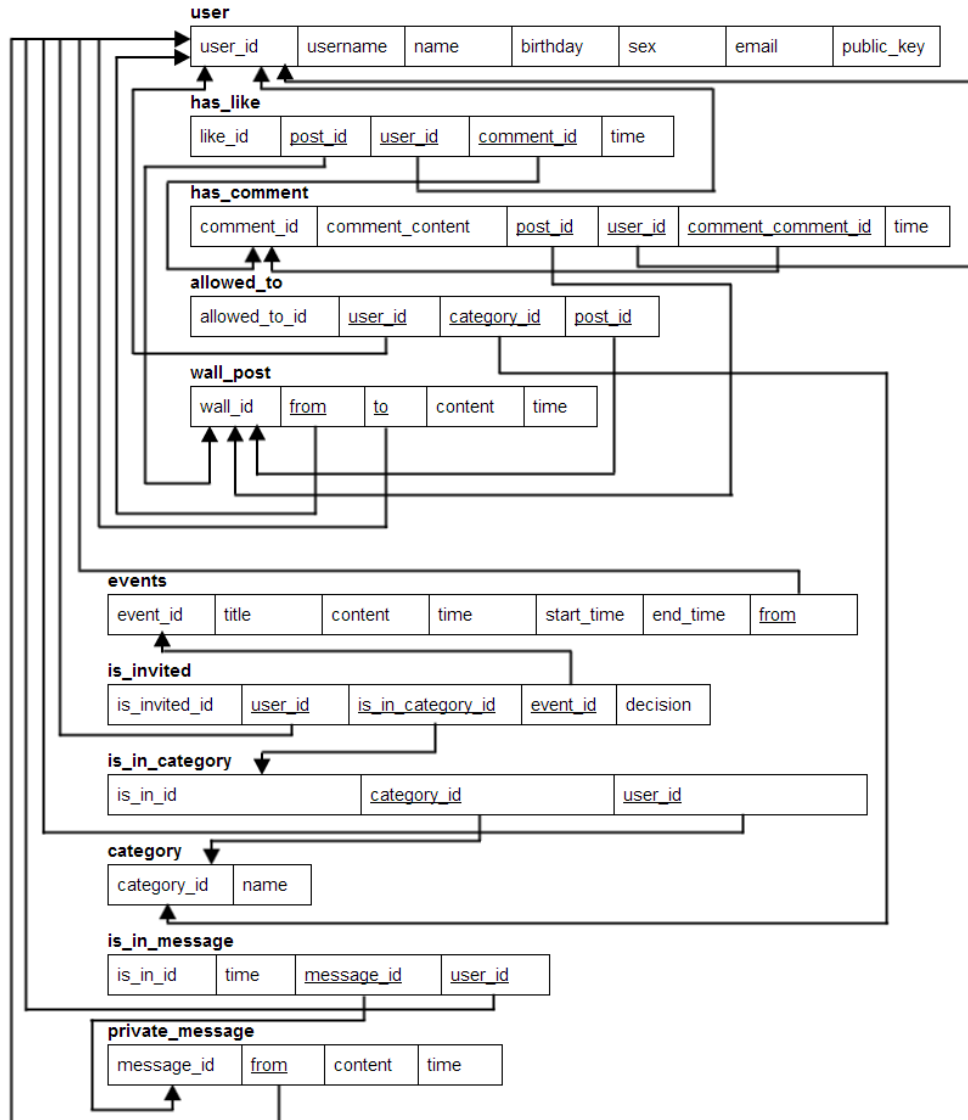 user
user_id username name birthday sex email public_key
has_like
like_id post_id user_id comment_id time
has_comment
comment_id comment_content post_id user_id comment_comment_id time
allowed_to
allowed_to_id user_id category_id post_id
wall_post
wall_id from to content time
events
event_id title content time start_time end_time from
is_invited
is_invited_id user_id is_in_category_id event_id decision
is_in_category
is_in_id category_id user_id
category
category_id name
is_in_message
is_in_id time message_id user_id
private_message
message_id from content time